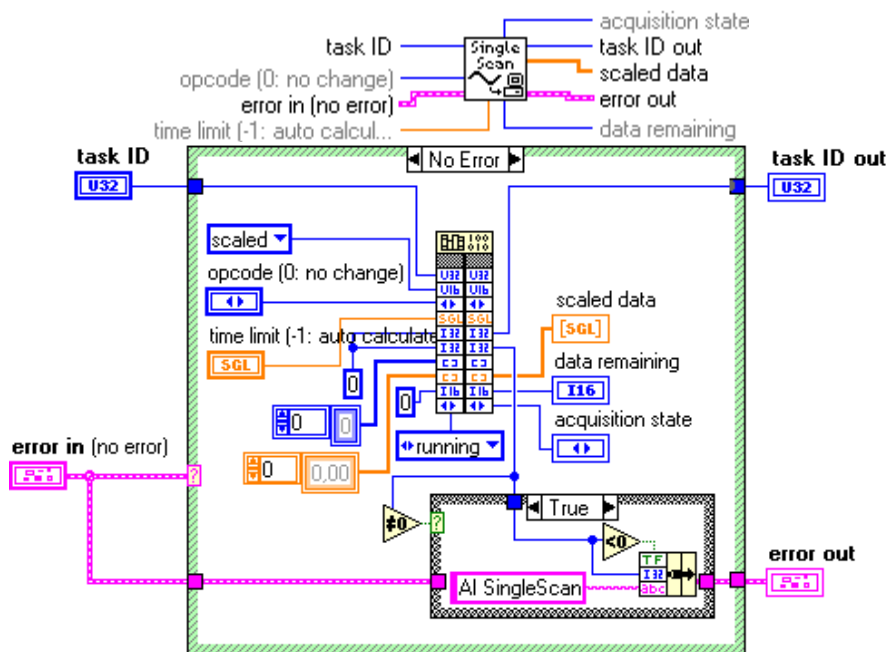 acquisition state
task ID
Single
Scan
task ID out
scaled data
opcode (0: no change)
error in (no error)
error out
time limit (-1: auto calcul...
data remaining
task ID
No Error
task ID out
U32
U32
scaled
100
010
opcode (0: no change)
U32 U32
U16 U16
scaled data
SGL SGL
[SGL]
time limit (-1: auto calculate
I32 I32
SGL
I32 I32
data remaining
0
I16
0
I16 I16
0
0
acquisition state
running
error in (no error)
0
0,00
?
True
≠0
?
<0
error out
TF
I32
AI SingleScan
abc